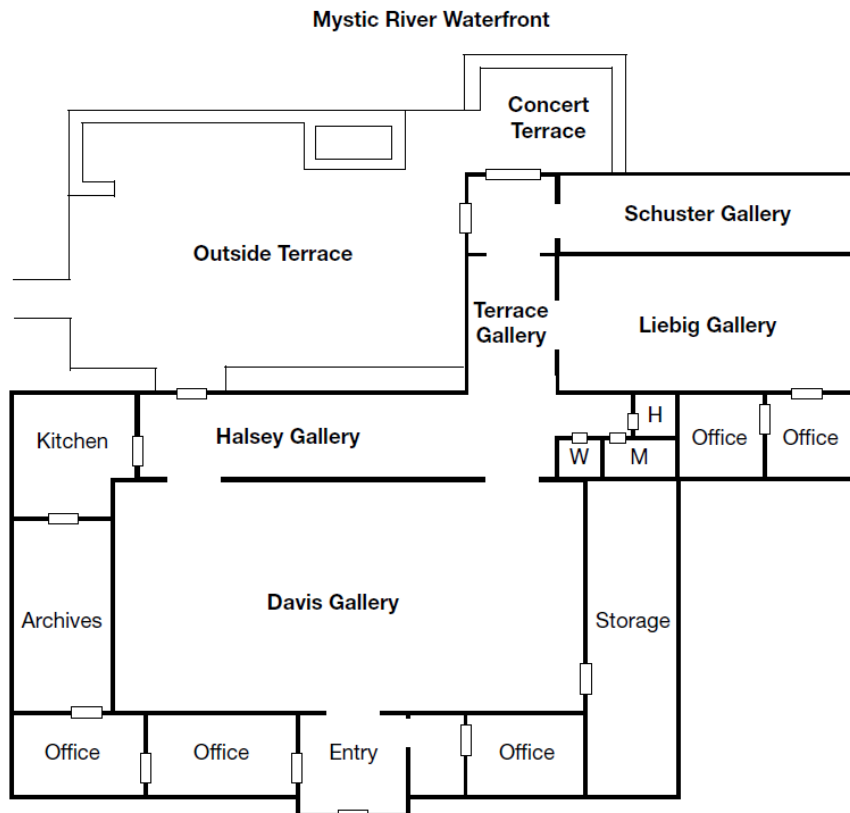 Mystic River Waterfront
Concert
Terrace
Schuster Gallery
Outside Terrace
Terrace
Gallery
Liebig Gallery
Kitchen
Halsey Gallery
H
Office
Office
W
M
Davis Gallery
Archives
Storage
Office
Office
Entry
Office